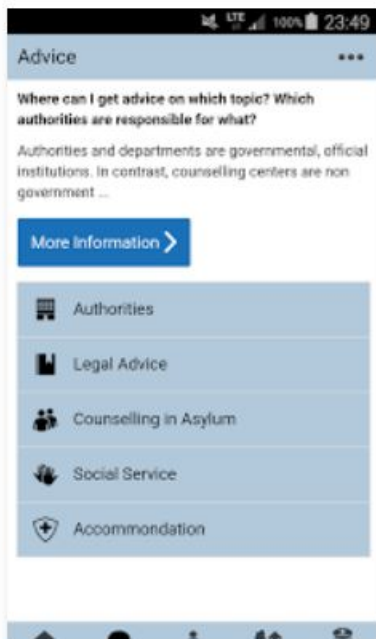 LTE 100% 23:49
Advice
Where can I get advice on which topic? Which
authorities are responsible for what?
Authorities and departments are governmental, official
institutions. In contrast, counselling centers are non
government ...
More Information
Authorities
Legal Advice
Counselling in Asylum
Social Service
Accommondation